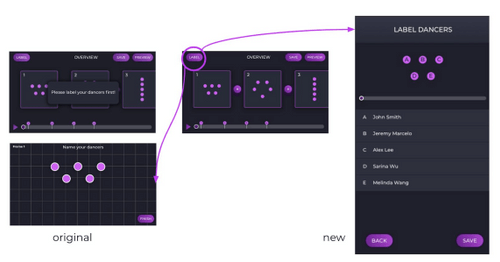 LABEL OVERVIEW SAVE PREVIEW
1 2 3
Please label your dancers first!
Name your dancers
original
LABEL OVERVIEW SAVE PREVIEW
1 2 3
LABEL DANCERS
A B C
D E
A John Smith
B Jeremy Marcelo
C Alex Lee
D Sarina Wu
E Melinda Wang
BACK SAVE
new